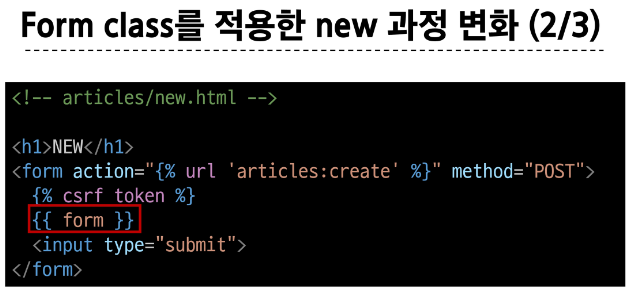 Form class를 적용한 new 과정 변화 (2/3)
<!-- articles/new.html -->
<h1>NEW</h1>
<form action="{% url 'articles:create' %}" method="POST">
{% csrf_token %}
{{ form }}
<input type="submit">
</form>